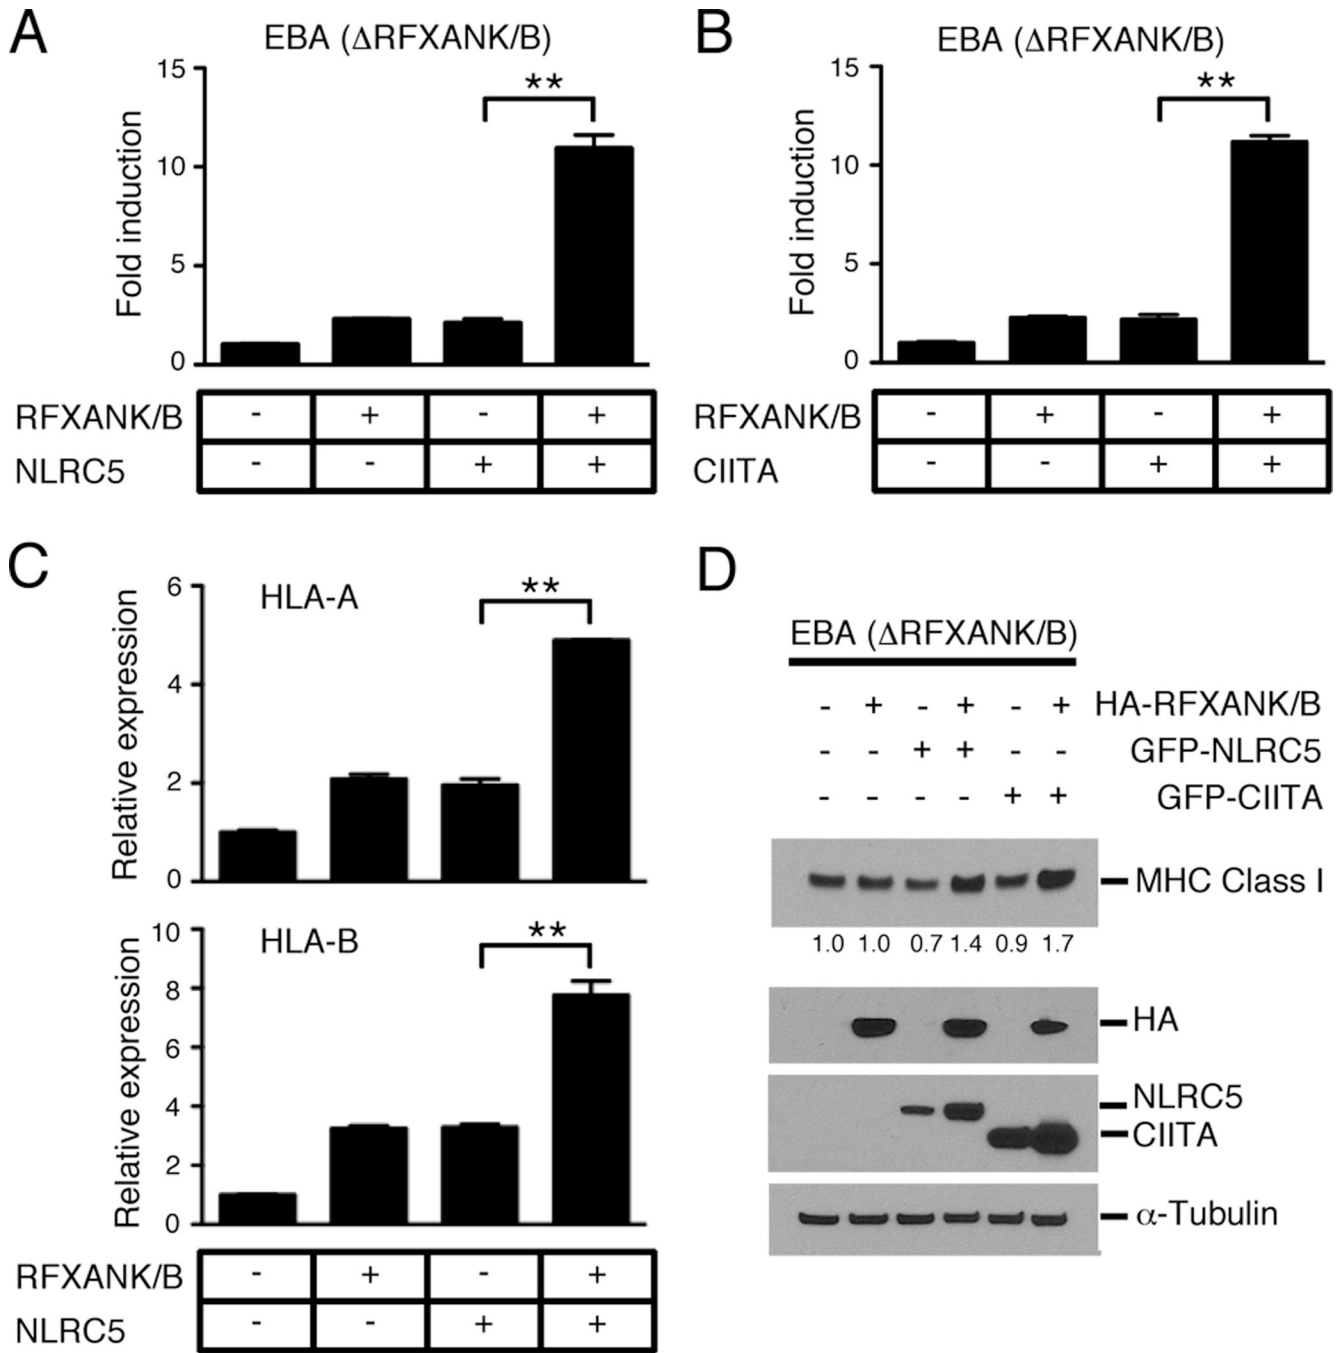 A
EBA (ΔRFXANK/B)
**
15
10
5
0
Fold induction
RFXANK/B - + - +
NLRC5 - - + +
B
EBA (ΔRFXANK/B)
**
15
10
5
0
Fold induction
RFXANK/B - + - +
CIITA - - + +
C
HLA-A
**
6
4
2
0
Relative expression
HLA-B
**
10
8
6
4
2
0
Relative expression
RFXANK/B - + - +
NLRC5 - - + +
D
EBA (ΔRFXANK/B)
- + - + - + HA-RFXANK/B
- - + + - - GFP-NLRC5
- - - - + + GFP-CIITA
MHC Class I
1.0 1.0 0.7 1.4 0.9 1.7
HA
NLRC5
CIITA
α-Tubulin